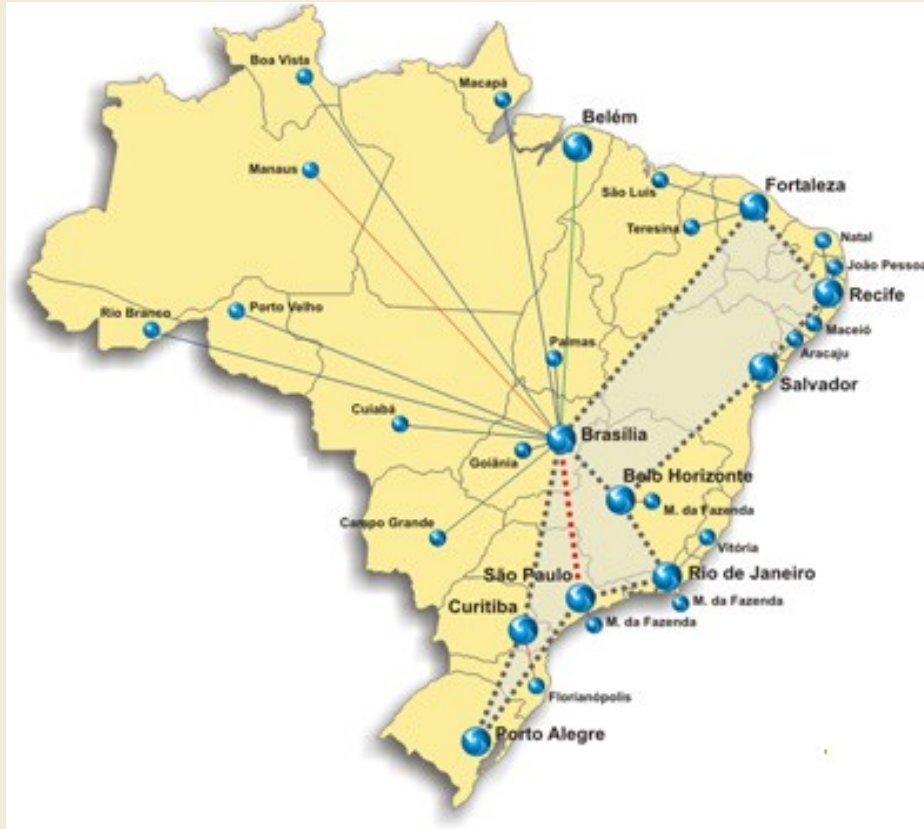 Boa Vista
Macapá
Belém
Manaus
São Luis
Fortaleza
Teresina
Natal
João Pessoa
Recife
Rio Branco
Porto Velho
Maceió
Palmas
Aracaju
Salvador
Cuiabá
Brasília
Goiânia
Belo Horizonte
M. da Fazenda
Campo Grande
Vitória
São Paulo
Rio de Janeiro
Curitiba
M. da Fazenda
M. da Fazenda
Florianópolis
Porto Alegre